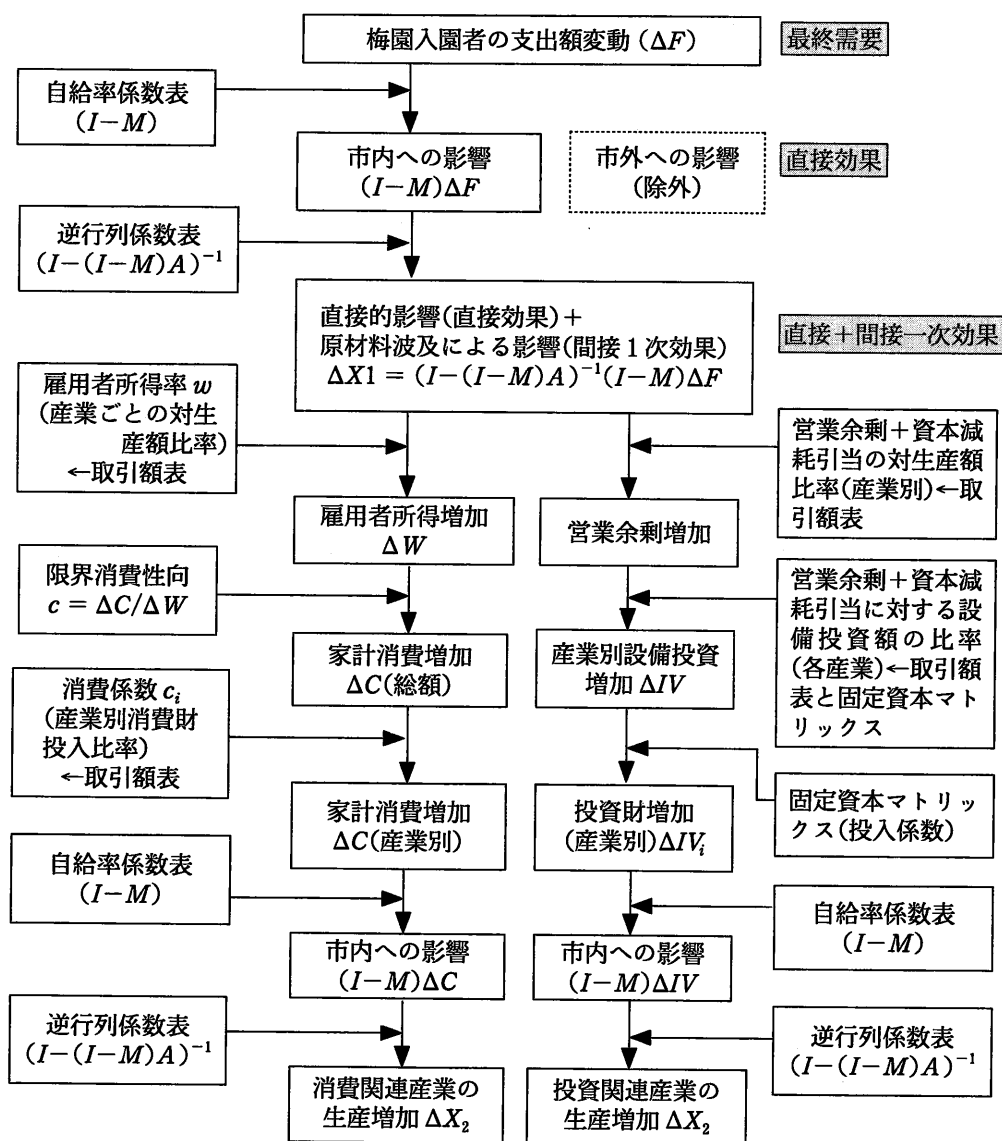 梅園入園者の支出額変動(ΔF)
最終需要
自給率係数表
(I−M)
市内への影響
(I−M)ΔF
市外への影響
(除外)
直接効果
逆行列係数表
(I−(I−M)A)⁻¹
直接的影響(直接効果)+
原材料波及による影響(間接1次効果)
ΔX1 = (I−(I−M)A)⁻¹(I−M)ΔF
直接+間接一次効果
雇用者所得率 w
(産業ごとの対生
産額比率)
←取引額表
営業余剰+資本減
耗引当の対生産額
比率(産業別)←取
引額表
雇用者所得増加
ΔW
営業余剰増加
限界消費性向
c = ΔC/ΔW
営業余剰+資本減
耗引当に対する設
備投資額の比率
(各産業)←取引額
表と固定資本マト
リックス
家計消費増加
ΔC(総額)
産業別設備投資
増加 ΔIV
消費係数 cᵢ
(産業別消費財
投入比率)
←取引額表
固定資本マトリッ
クス(投入係数)
家計消費増加
ΔC(産業別)
投資財増加
(産業別)ΔIVᵢ
自給率係数表
(I−M)
自給率係数表
(I−M)
市内への影響
(I−M)ΔC
市内への影響
(I−M)ΔIV
逆行列係数表
(I−(I−M)A)⁻¹
逆行列係数表
(I−(I−M)A)⁻¹
消費関連産業の
生産増加 ΔX₂
投資関連産業の
生産増加 ΔX₂